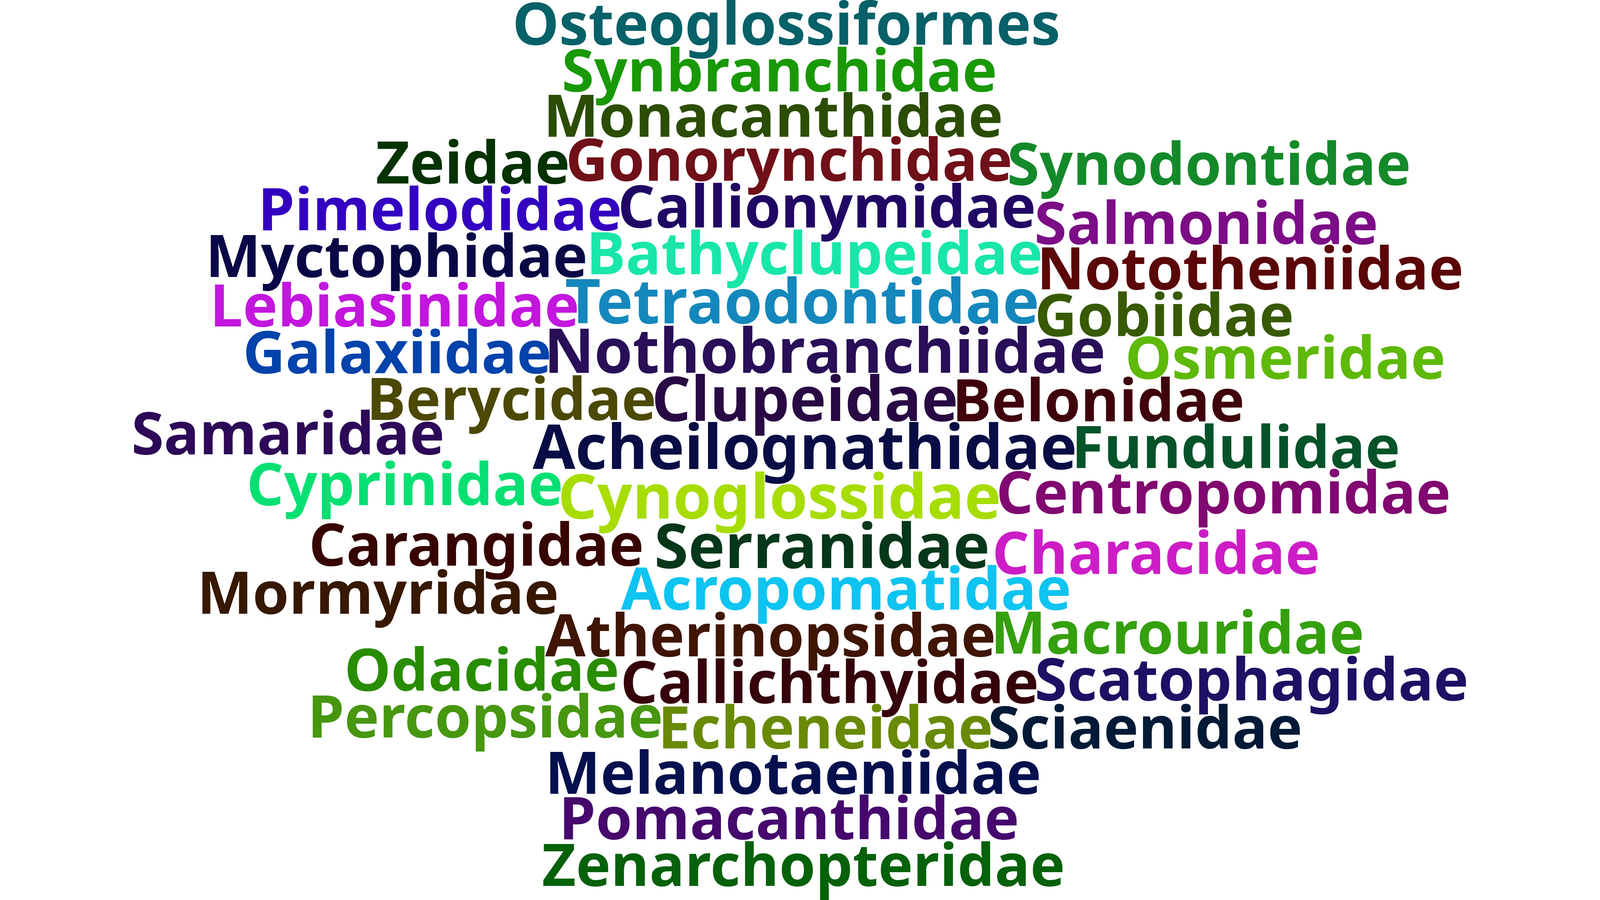 Osteoglossiformes
Synbranchidae
Monacanthidae
Zeidae Gonorynchidae Synodontidae
Pimelodidae Callionymidae Salmonidae
Myctophidae Bathyclupeidae Nototheniidae
Lebiasinidae Tetraodontidae Gobiidae
Galaxiidae Nothobranchiidae Osmeridae
Berycidae Clupeidae Belonidae
Samaridae Acheilognathidae Fundulidae
Cyprinidae Cynoglossidae Centropomidae
Carangidae Serranidae Characidae
Mormyridae Acropomatidae
Atherinopsidae Macrouridae
Odacidae Callichthyidae Scatophagidae
Percopsidae Echeneidae Sciaenidae
Melanotaeniidae
Pomacanthidae
Zenarchopteridae